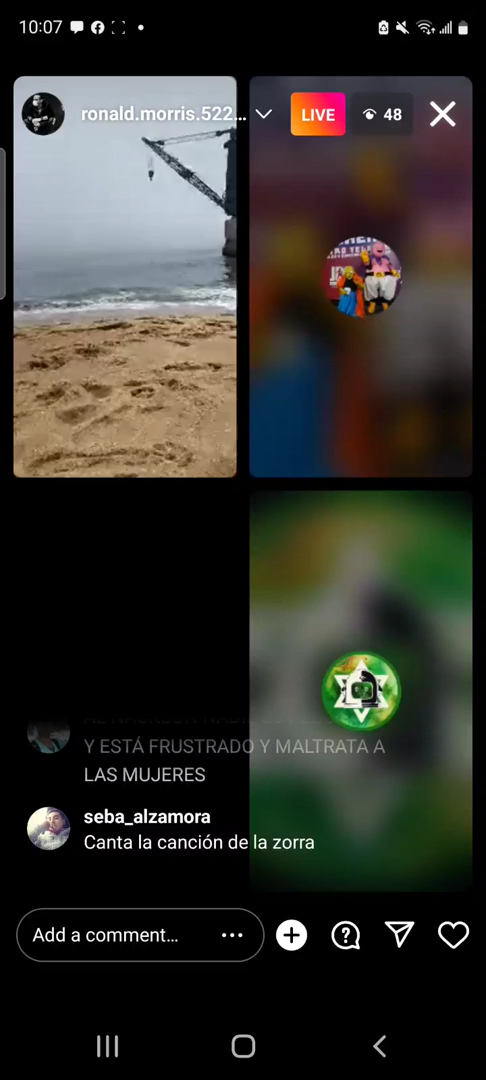 10:07
ronald.morris.522...
LIVE
48
Y ESTÁ FRUSTRADO Y MALTRATA A
LAS MUJERES
seba_alzamora
Canta la canción de la zorra
Add a comment...